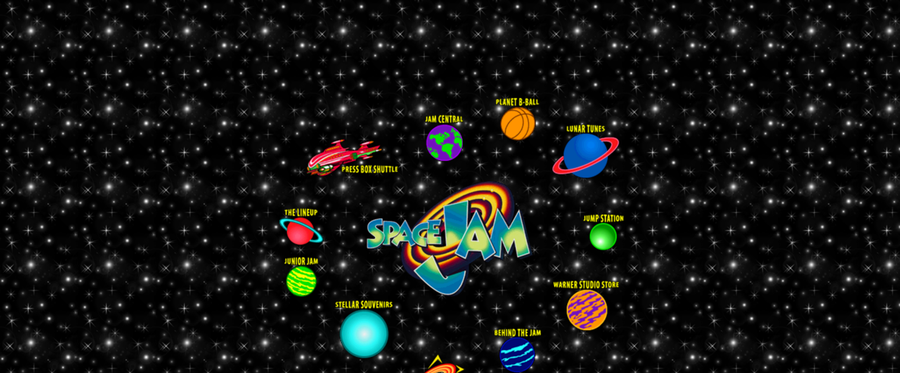 PLANET B-BALL
JAM CENTRAL
LUNAR TUNES
PRESS BOX SHUTTLE
THE LINEUP
SPACE JAM
JUMP STATION
JUNIOR JAM
WARNER STUDIO STORE
STELLAR SOUVENIRS
BEHIND THE JAM